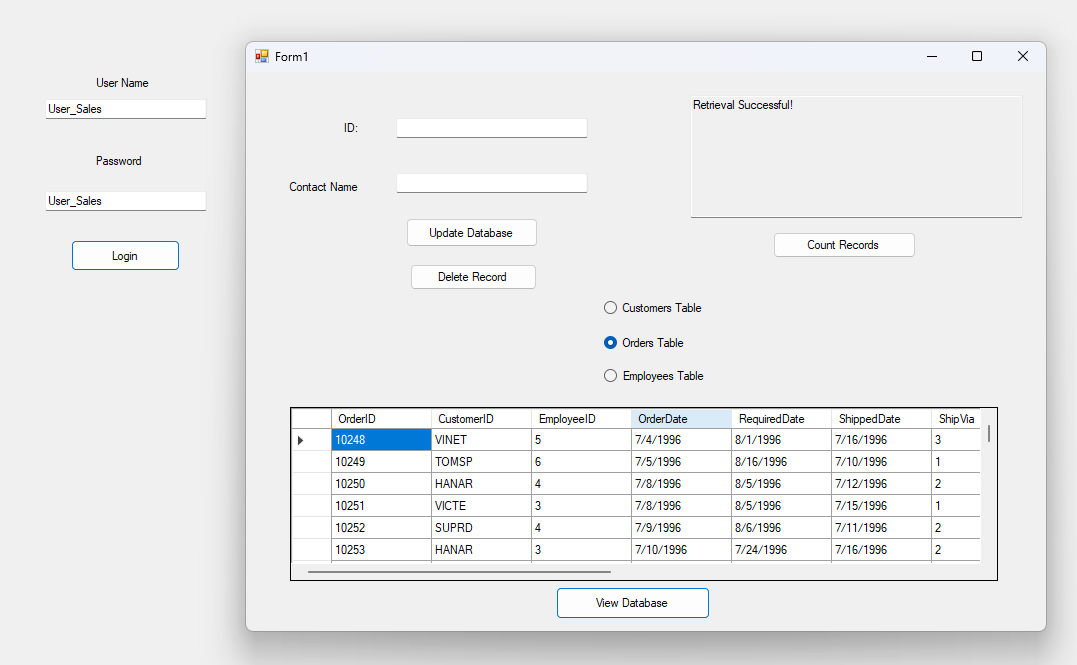 User Name
User_Sales
Password
User_Sales
Login
Form1
ID:
Contact Name
Update Database
Delete Record
Retrieval Successful!
Count Records
Customers Table
Orders Table
Employees Table
OrderID CustomerID EmployeeID OrderDate RequiredDate ShippedDate ShipVia
10248 VINET 5 7/4/1996 8/1/1996 7/16/1996 3
10249 TOMSP 6 7/5/1996 8/16/1996 7/10/1996 1
10250 HANAR 4 7/8/1996 8/5/1996 7/12/1996 2
10251 VICTE 3 7/8/1996 8/5/1996 7/15/1996 1
10252 SUPRD 4 7/9/1996 8/6/1996 7/11/1996 2
10253 HANAR 3 7/10/1996 7/24/1996 7/16/1996 2
View Database